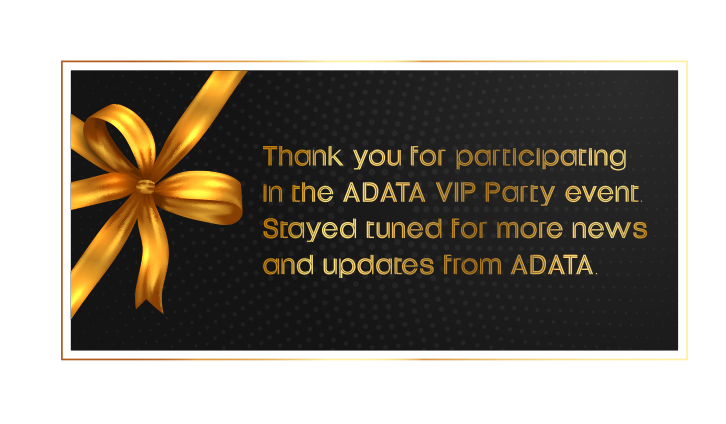 Thank you for participating
in the ADATA VIP Party event.
Stayed tuned for more news
and updates from ADATA.